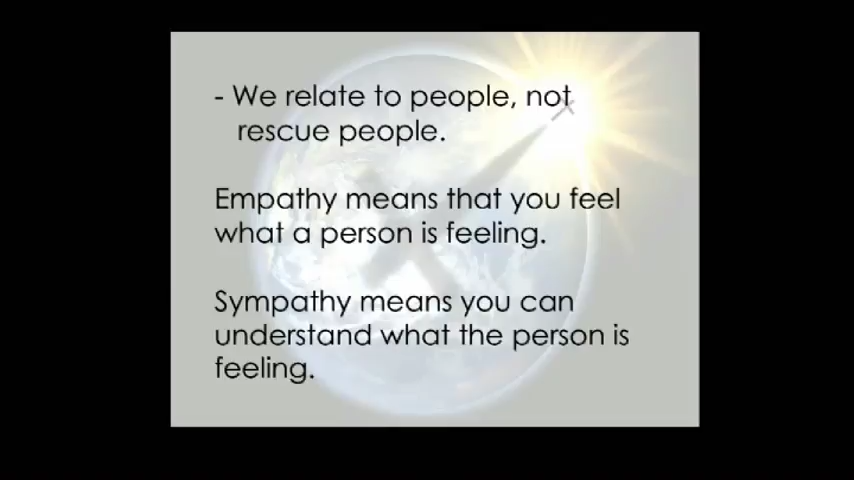 - We relate to people, not
rescue people.
Empathy means that you feel
what a person is feeling.
Sympathy means you can
understand what the person is
feeling.